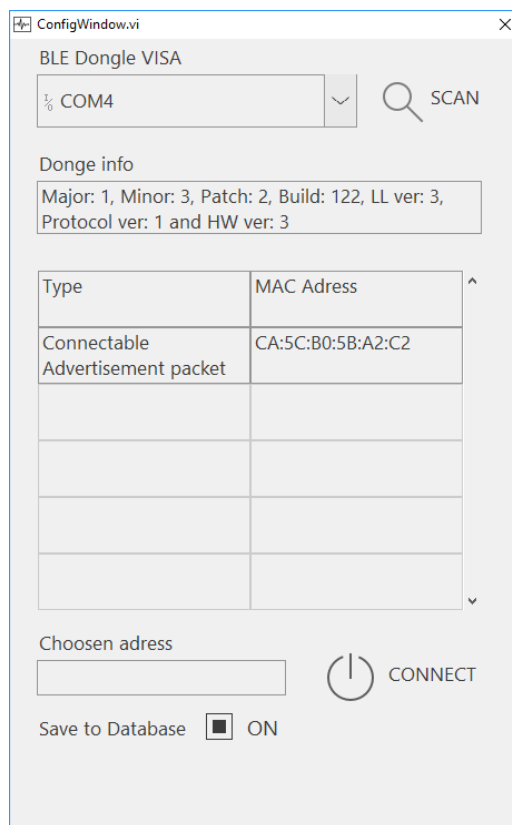 ConfigWindow.vi
BLE Dongle VISA
I/O COM4
SCAN
Donge info
Major: 1, Minor: 3, Patch: 2, Build: 122, LL ver: 3,
Protocol ver: 1 and HW ver: 3
Type
MAC Adress
Connectable
Advertisement packet
CA:5C:B0:5B:A2:C2
Choosen adress
CONNECT
Save to Database
ON